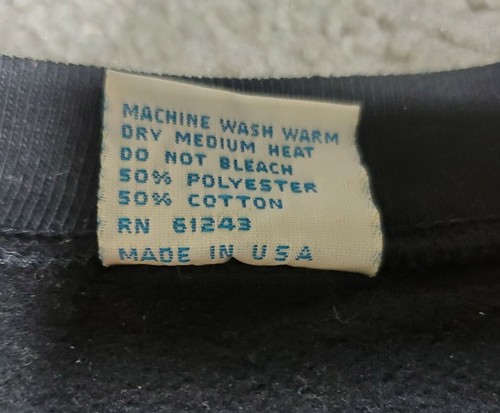 MACHINE WASH WARM
DRY MEDIUM HEAT
DO NOT BLEACH
50% POLYESTER
50% COTTON
RN 61243
MADE IN USA